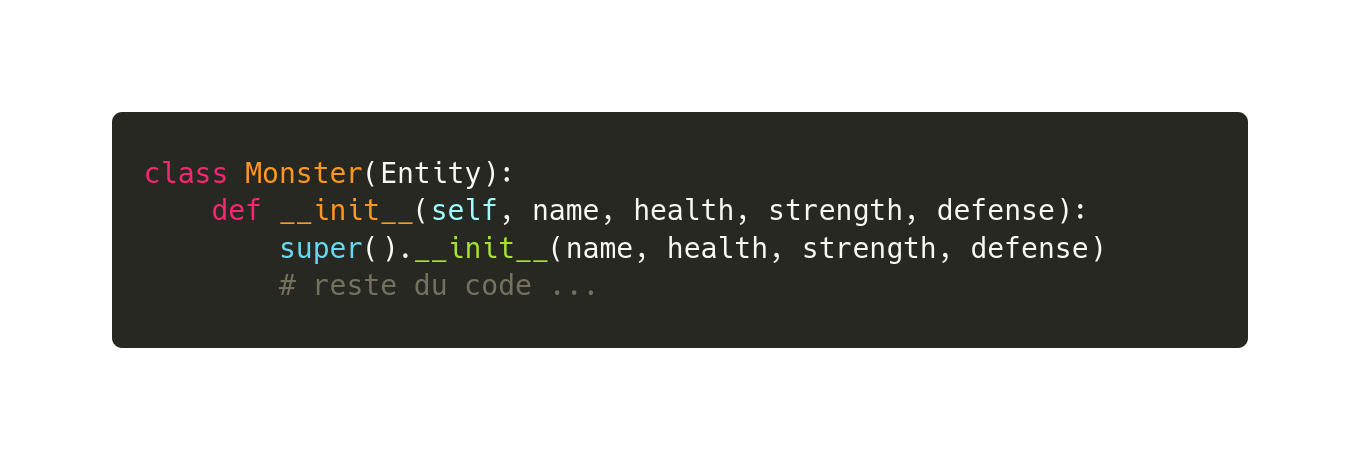 class Monster(Entity):
    def __init__(self, name, health, strength, defense):
        super().__init__(name, health, strength, defense)
        # reste du code ...